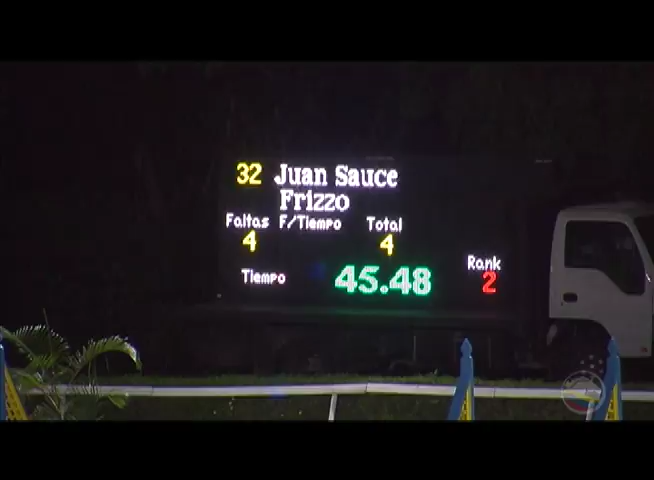 32 Juan Sauce
Frizzo
Faltas F/Tiempo Total
4 4
Tiempo 45.48 Rank
2